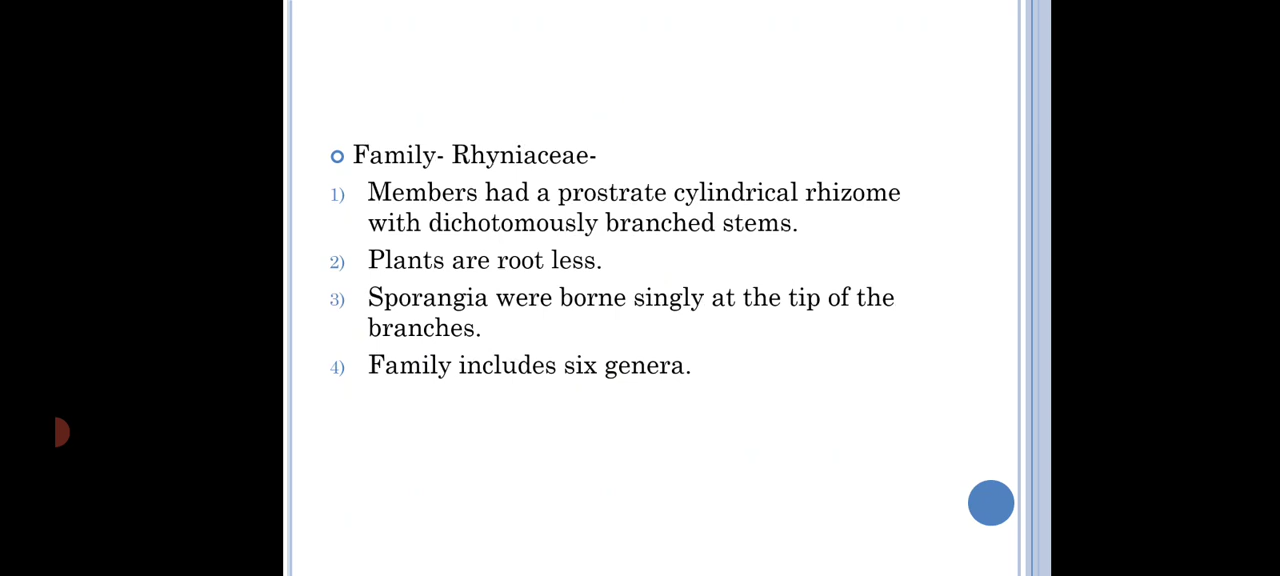 Family- Rhyniaceae-
1) Members had a prostrate cylindrical rhizome
with dichotomously branched stems.
2) Plants are root less.
3) Sporangia were borne singly at the tip of the
branches.
4) Family includes six genera.